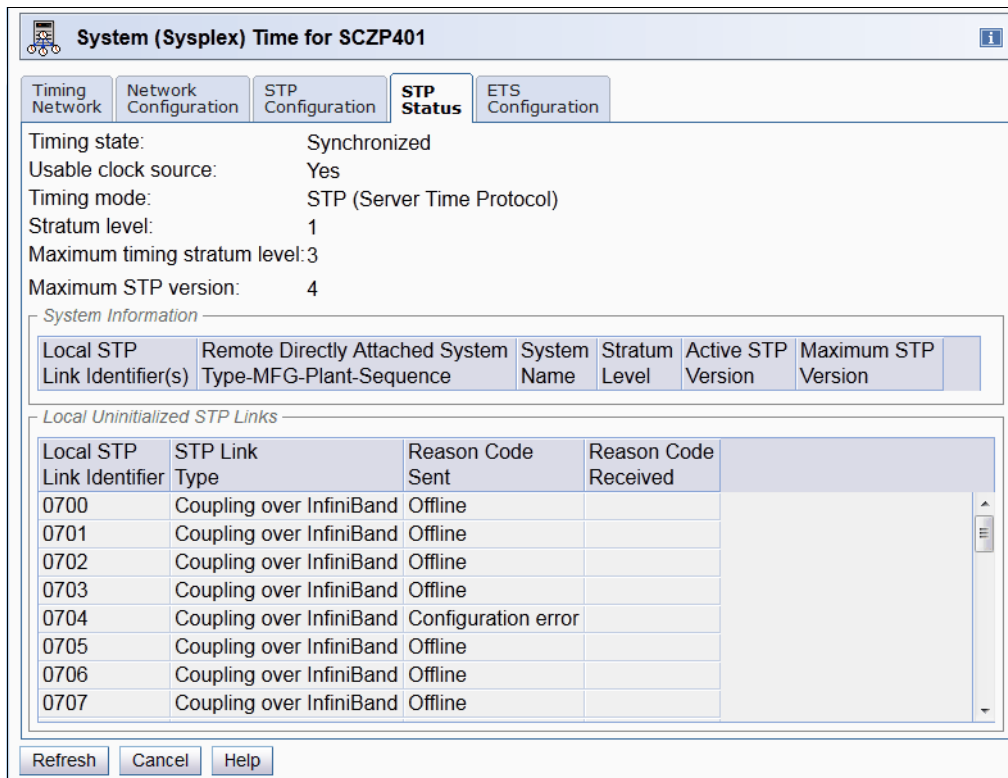 System (Sysplex) Time for SCZP401
i
Timing Network
Network Configuration
STP Configuration
STP Status
ETS Configuration
Timing state: Synchronized
Usable clock source: Yes
Timing mode: STP (Server Time Protocol)
Stratum level: 1
Maximum timing stratum level: 3
Maximum STP version: 4
System Information
Local STP Link Identifier(s) Remote Directly Attached System Type-MFG-Plant-Sequence System Name Stratum Level Active STP Version Maximum STP Version
Local Uninitialized STP Links
Local STP Link Identifier STP Link Type Reason Code Sent Reason Code Received
0700 Coupling over InfiniBand Offline
0701 Coupling over InfiniBand Offline
0702 Coupling over InfiniBand Offline
0703 Coupling over InfiniBand Offline
0704 Coupling over InfiniBand Configuration error
0705 Coupling over InfiniBand Offline
0706 Coupling over InfiniBand Offline
0707 Coupling over InfiniBand Offline
Refresh Cancel Help